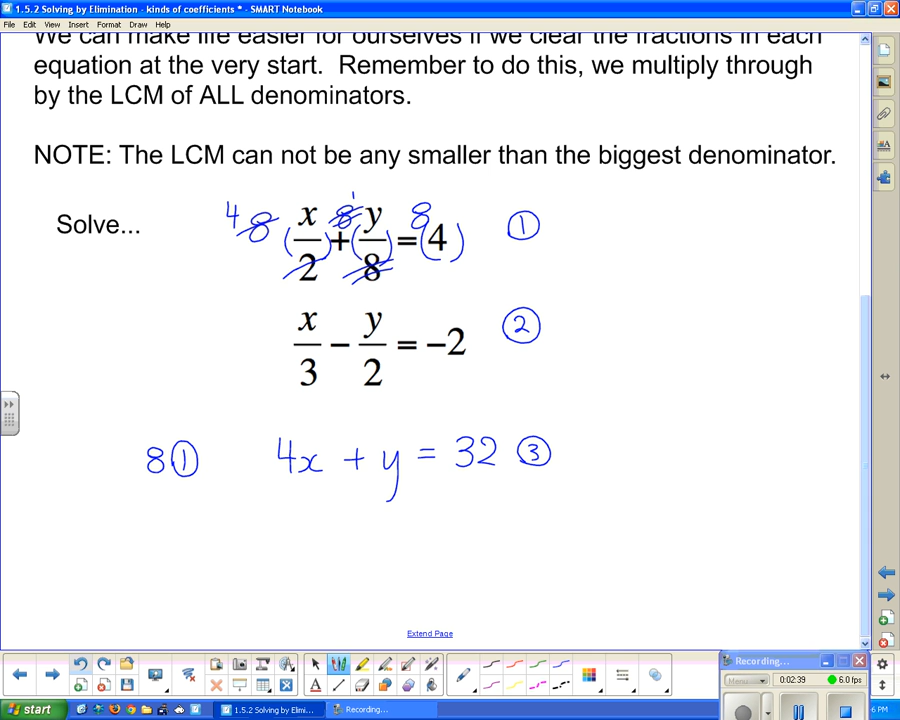 1.5.2 Solving by Elimination - kinds of coefficients * - SMART Notebook
File Edit View Insert Format Draw Help
We can make life easier for ourselves if we clear the fractions in each
equation at the very start. Remember to do this, we multiply through
by the LCM of ALL denominators.
NOTE: The LCM can not be any smaller than the biggest denominator.
Solve...
4 8 (x/2) + 1 8 (y/8) = 8 (4) ①
x/3 − y/2 = −2 ②
8① 4x + y = 32 ③
Extend Page
Recording...
Menu 0:02:39 6.0 fps
start 1.5.2 Solving by Elimi... Recording... 6 PM